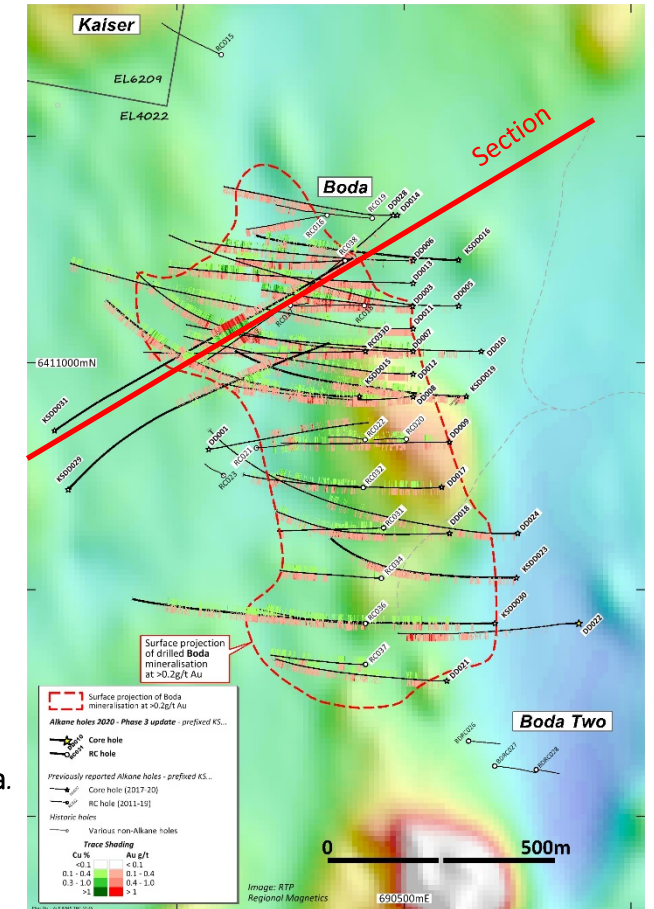 Kaiser
RC015
EL6209
EL4022
Section
Boda
DD028
DD014
RC019
RC016
KSDD016
RC038
DD006
DD013
DD003
DD005
DD011
6411000mN
RC033D
DD007
DD010
DD012
KSDD015
KSDD019
DD008
KSDD031
DD001
RC022
RC020
DD009
RC021
RC023
KSDD029
RC032
DD017
RC031
DD018
DD024
RC034
KSDD023
RC036
KSDD030
DD022
Surface projection
of drilled Boda
mineralisation
at >0.2g/t Au
RC037
DD021
Surface projection of Boda
mineralisation at >0.2g/t Au
Alkane holes 2020 - Phase 3 update - prefixed KS...
Core hole
RC hole
Previously reported Alkane holes - prefixed KS...
Core hole (2017-20)
RC hole (2011-19)
Historic holes
Various non-Alkane holes
Trace Shading
Cu % Au g/t
<0.1 < 0.1
0.1 - 0.4 0.1 - 0.4
0.3 - 1.0 0.4 - 1.0
>1 > 1
Boda Two
BDRC026
BDRC027
BDRC028
a.
0 500m
Image: RTP
Regional Magnetics
690500mE